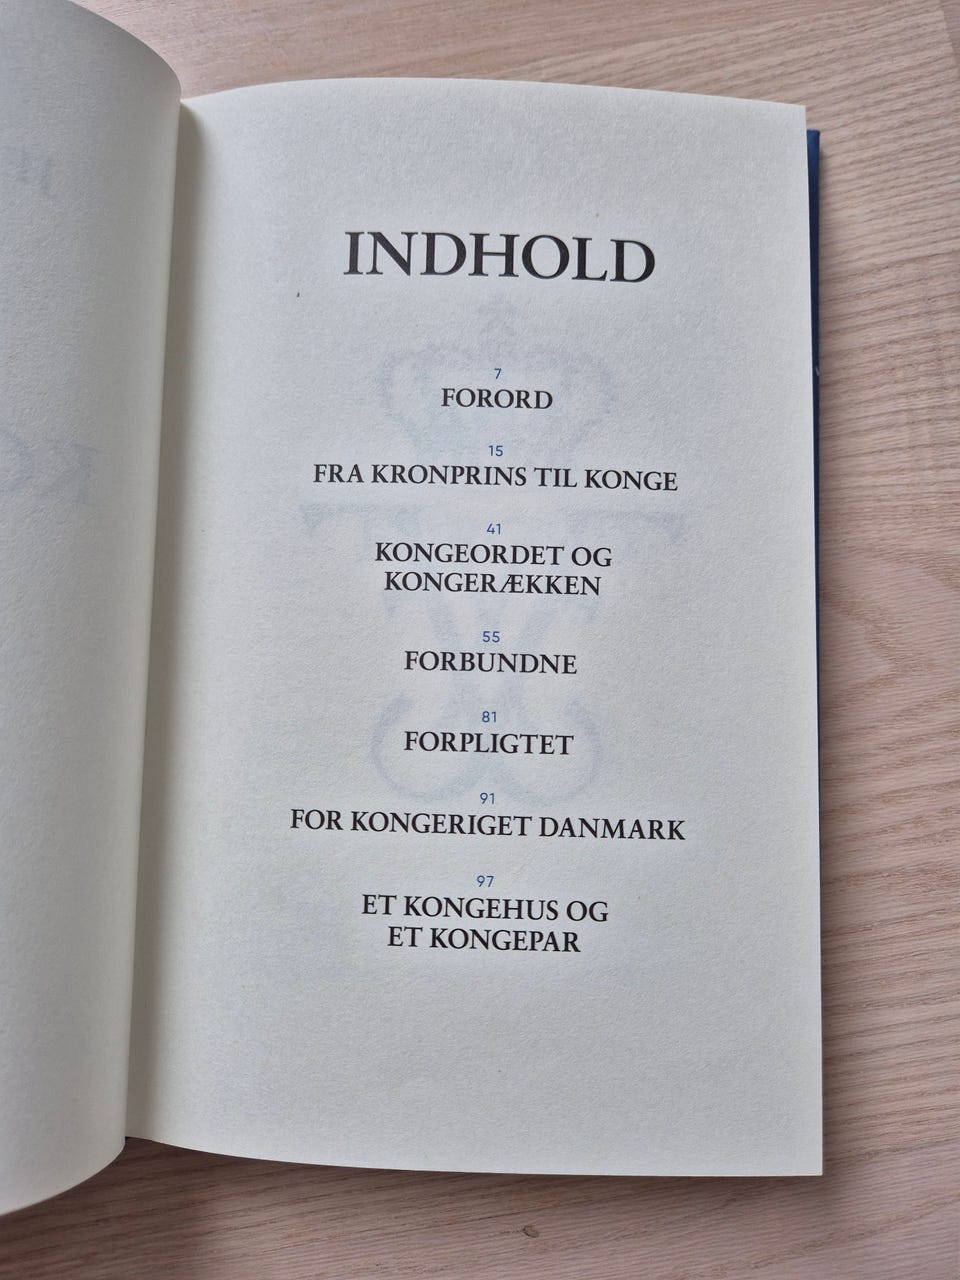 INDHOLD
7
FORORD
15
FRA KRONPRINS TIL KONGE
41
KONGEORDET OG
KONGERÆKKEN
55
FORBUNDNE
81
FORPLIGTET
91
FOR KONGERIGET DANMARK
97
ET KONGEHUS OG
ET KONGEPAR